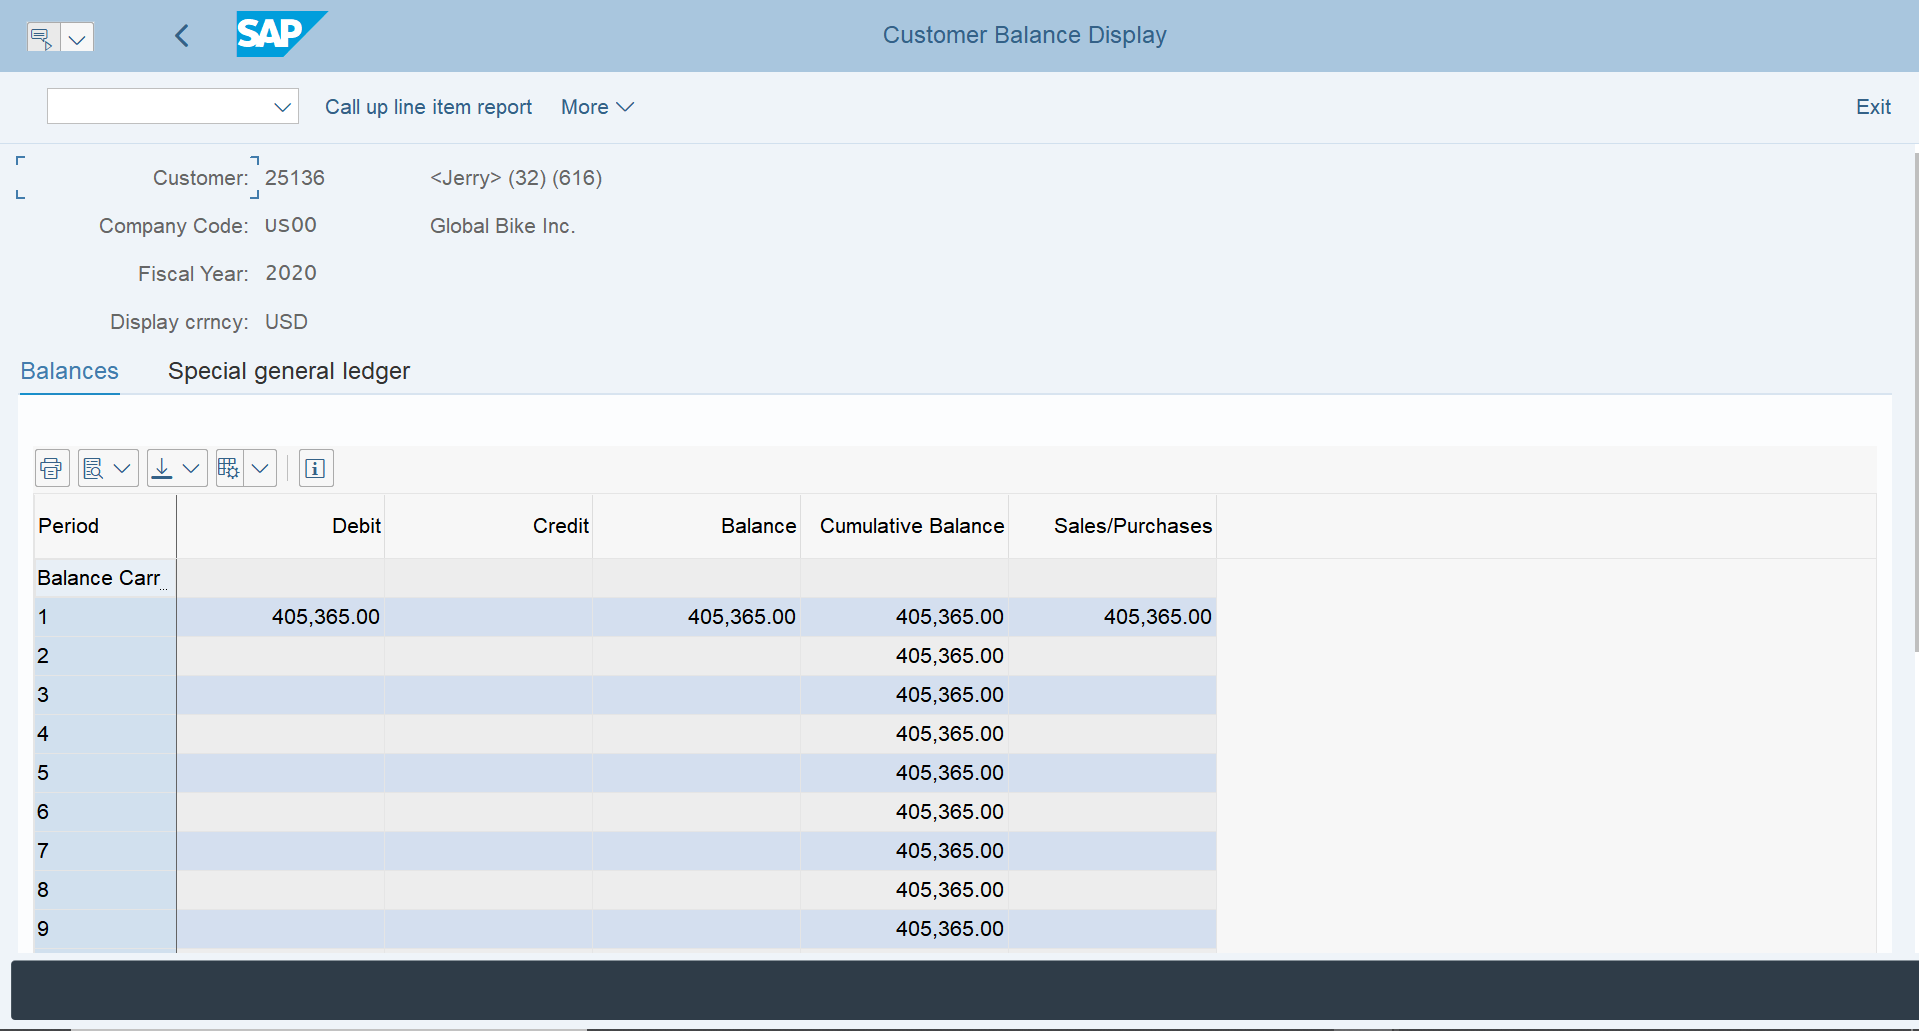 SAP Customer Balance Display
Call up line item report More Exit
Customer: 25136 <Jerry> (32) (616)
Company Code: US00 Global Bike Inc.
Fiscal Year: 2020
Display crrncy: USD
Balances Special general ledger
Period Debit Credit Balance Cumulative Balance Sales/Purchases
Balance Carr...
1 405,365.00 405,365.00 405,365.00 405,365.00
2 405,365.00
3 405,365.00
4 405,365.00
5 405,365.00
6 405,365.00
7 405,365.00
8 405,365.00
9 405,365.00